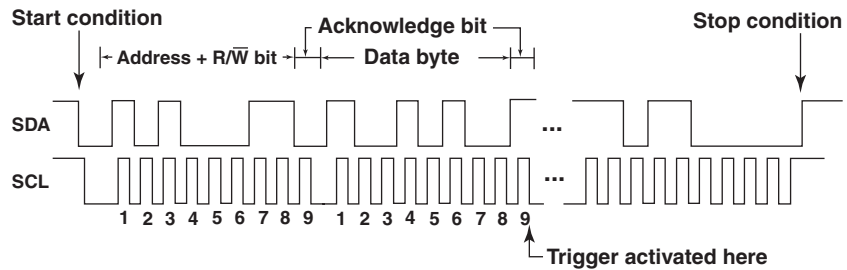 Start condition
Acknowledge bit
Stop condition
Address + R/W̅ bit
Data byte
SDA
...
SCL
...
1 2 3 4 5 6 7 8 9 1 2 3 4 5 6 7 8 9
Trigger activated here